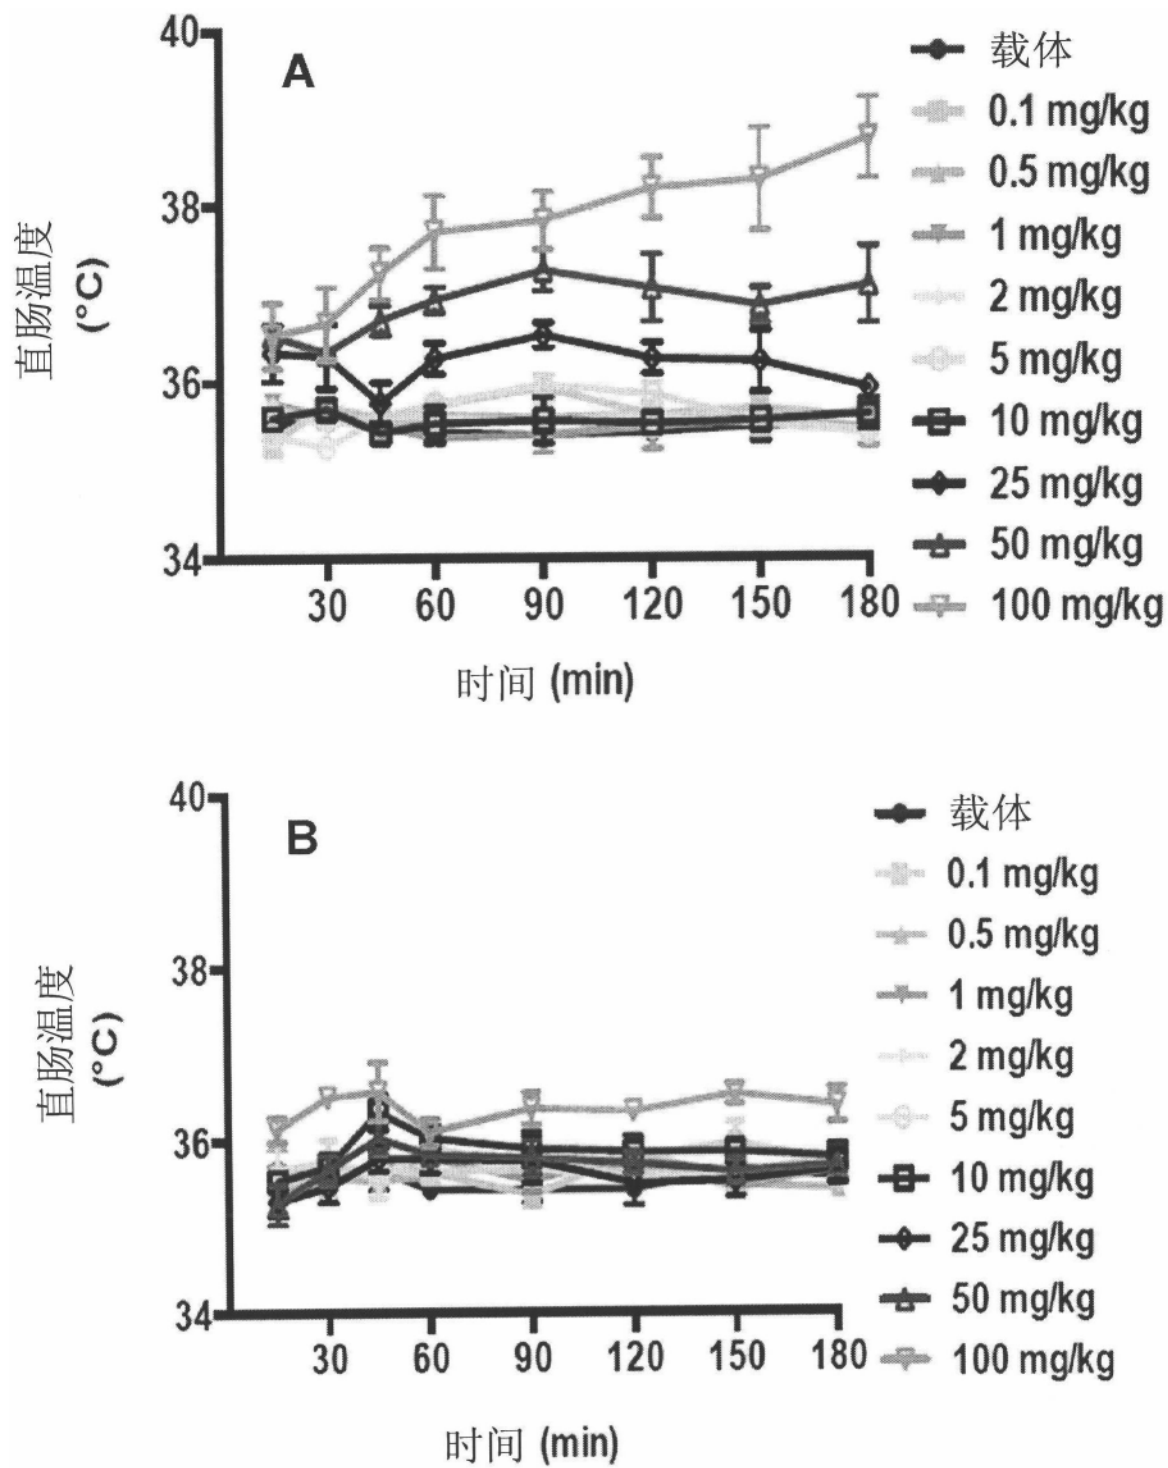 A
40
38
36
34
直肠温度
(°C)
30 60 90 120 150 180
时间 (min)
载体
0.1 mg/kg
0.5 mg/kg
1 mg/kg
2 mg/kg
5 mg/kg
10 mg/kg
25 mg/kg
50 mg/kg
100 mg/kg
B
40
38
36
34
直肠温度
(°C)
30 60 90 120 150 180
时间 (min)
载体
0.1 mg/kg
0.5 mg/kg
1 mg/kg
2 mg/kg
5 mg/kg
10 mg/kg
25 mg/kg
50 mg/kg
100 mg/kg